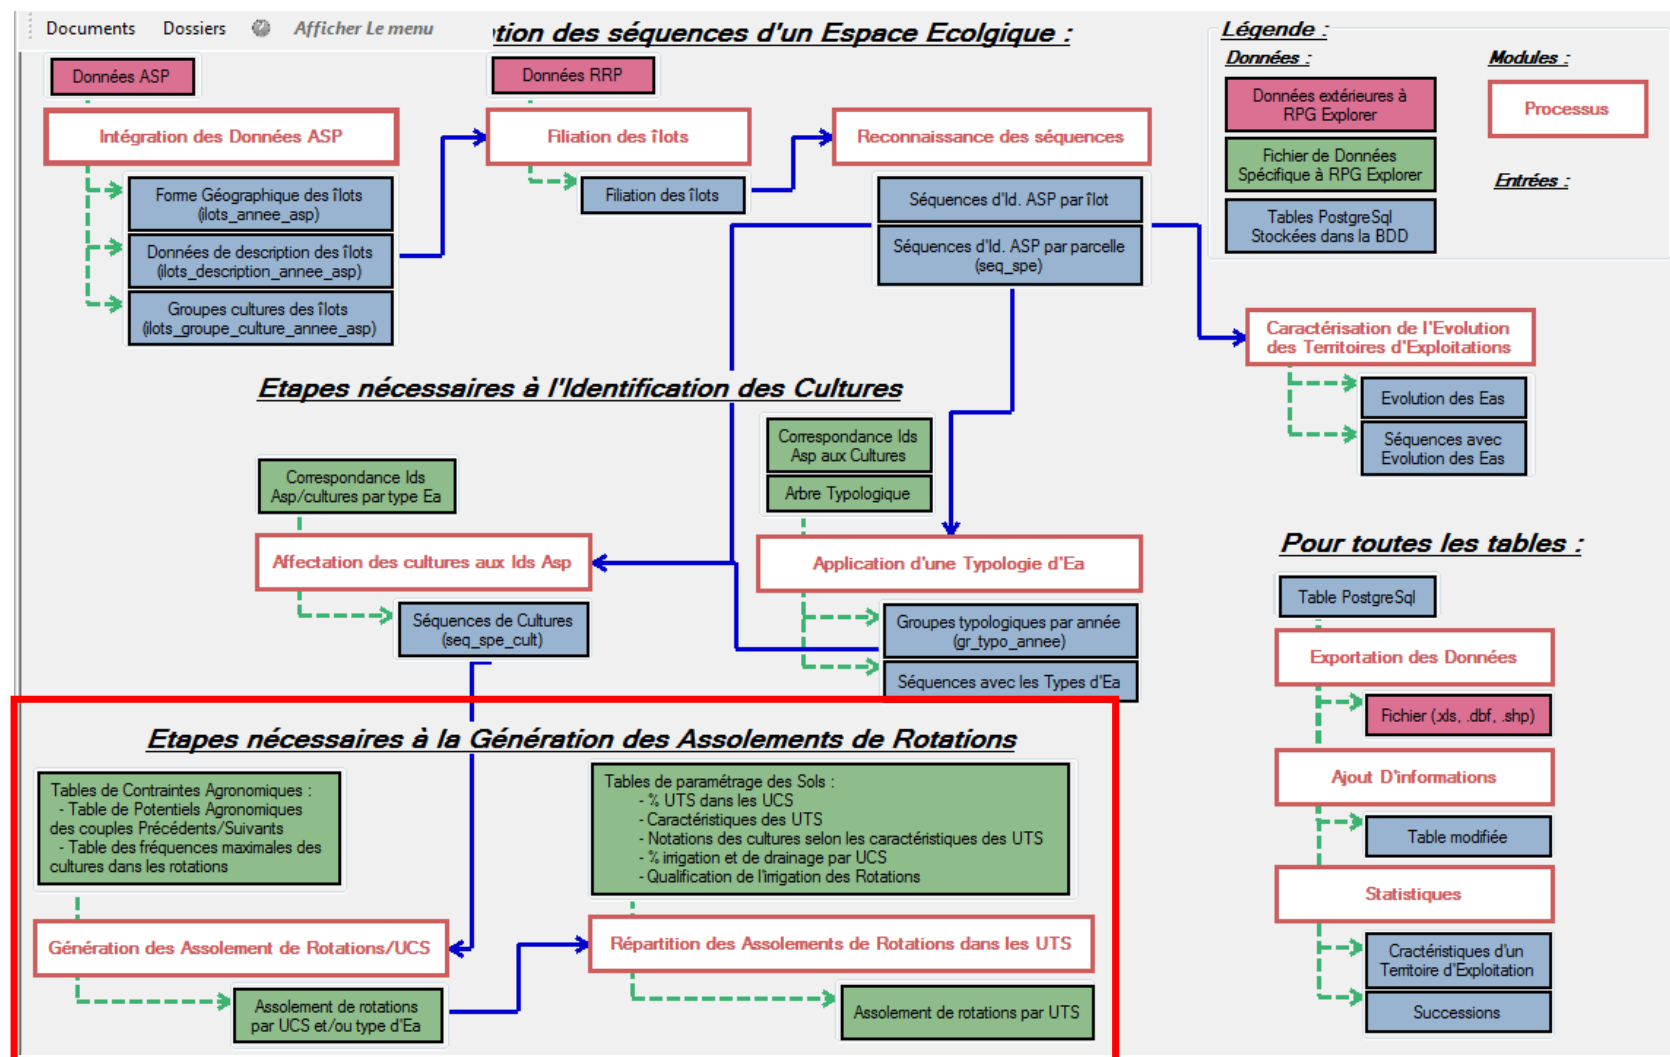 Documents Dossiers Afficher Le menu
tion des séquences d'un Espace Ecolgique :
Légende :
Données :
Modules :
Données extérieures à
RPG Explorer
Processus
Fichier de Données
Spécifique à RPG Explorer
Entrées :
Tables PostgreSql
Stockées dans la BDD
Données ASP
Données RRP
Intégration des Données ASP
Filiation des îlots
Reconnaissance des séquences
Forme Géographique des îlots
(ilots_annee_asp)
Données de description des îlots
(ilots_description_annee_asp)
Groupes cultures des îlots
(ilots_groupe_culture_annee_asp)
Filiation des îlots
Séquences d'Id. ASP par îlot
Séquences d'Id. ASP par parcelle
(seq_spe)
Caractérisation de l'Evolution
des Territoires d'Exploitations
Evolution des Eas
Séquences avec
Evolution des Eas
Etapes nécessaires à l'Identification des Cultures
Correspondance Ids
Asp/cultures par type Ea
Correspondance Ids
Asp aux Cultures
Arbre Typologique
Affectation des cultures aux Ids Asp
Application d'une Typologie d'Ea
Séquences de Cultures
(seq_spe_cult)
Groupes typologiques par année
(gr_typo_annee)
Séquences avec les Types d'Ea
Pour toutes les tables :
Table PostgreSql
Exportation des Données
Fichier (.xls, .dbf, .shp)
Ajout D'informations
Table modifiée
Statistiques
Cractéristiques d'un
Territoire d'Exploitation
Successions
Etapes nécessaires à la Génération des Assolements de Rotations
Tables de Contraintes Agronomiques :
- Table de Potentiels Agronomiques
des couples Précédents/Suivants
- Table des fréquences maximales des
cultures dans les rotations
Tables de paramétrage des Sols :
- % UTS dans les UCS
- Caractéristiques des UTS
- Notations des cultures selon les caractéristiques des UTS
- % irrigation et de drainage par UCS
- Qualification de l'irrigation des Rotations
Génération des Assolement de Rotations/UCS
Répartition des Assolements de Rotations dans les UTS
Assolement de rotations
par UCS et/ou type d'Ea
Assolement de rotations par UTS